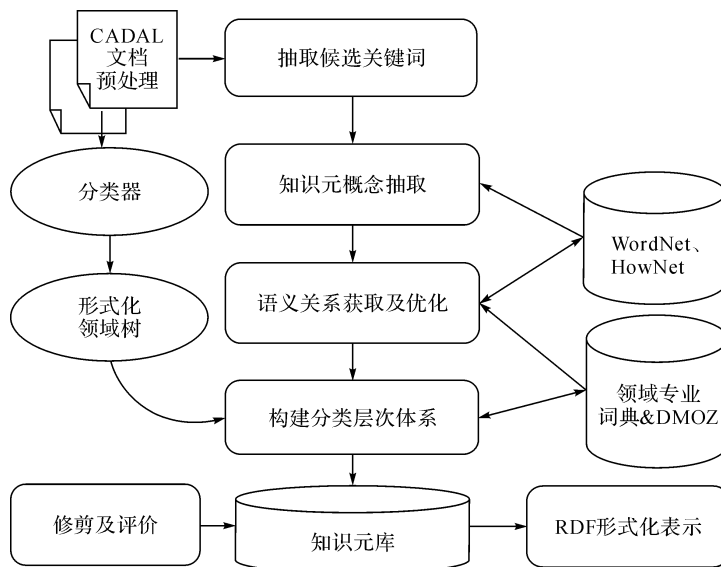 CADAL
文档
预处理
抽取候选关键词
分类器
知识元概念抽取
WordNet、
HowNet
形式化
领域树
语义关系获取及优化
领域专业
词典&DMOZ
构建分类层次体系
修剪及评价
知识元库
RDF形式化表示